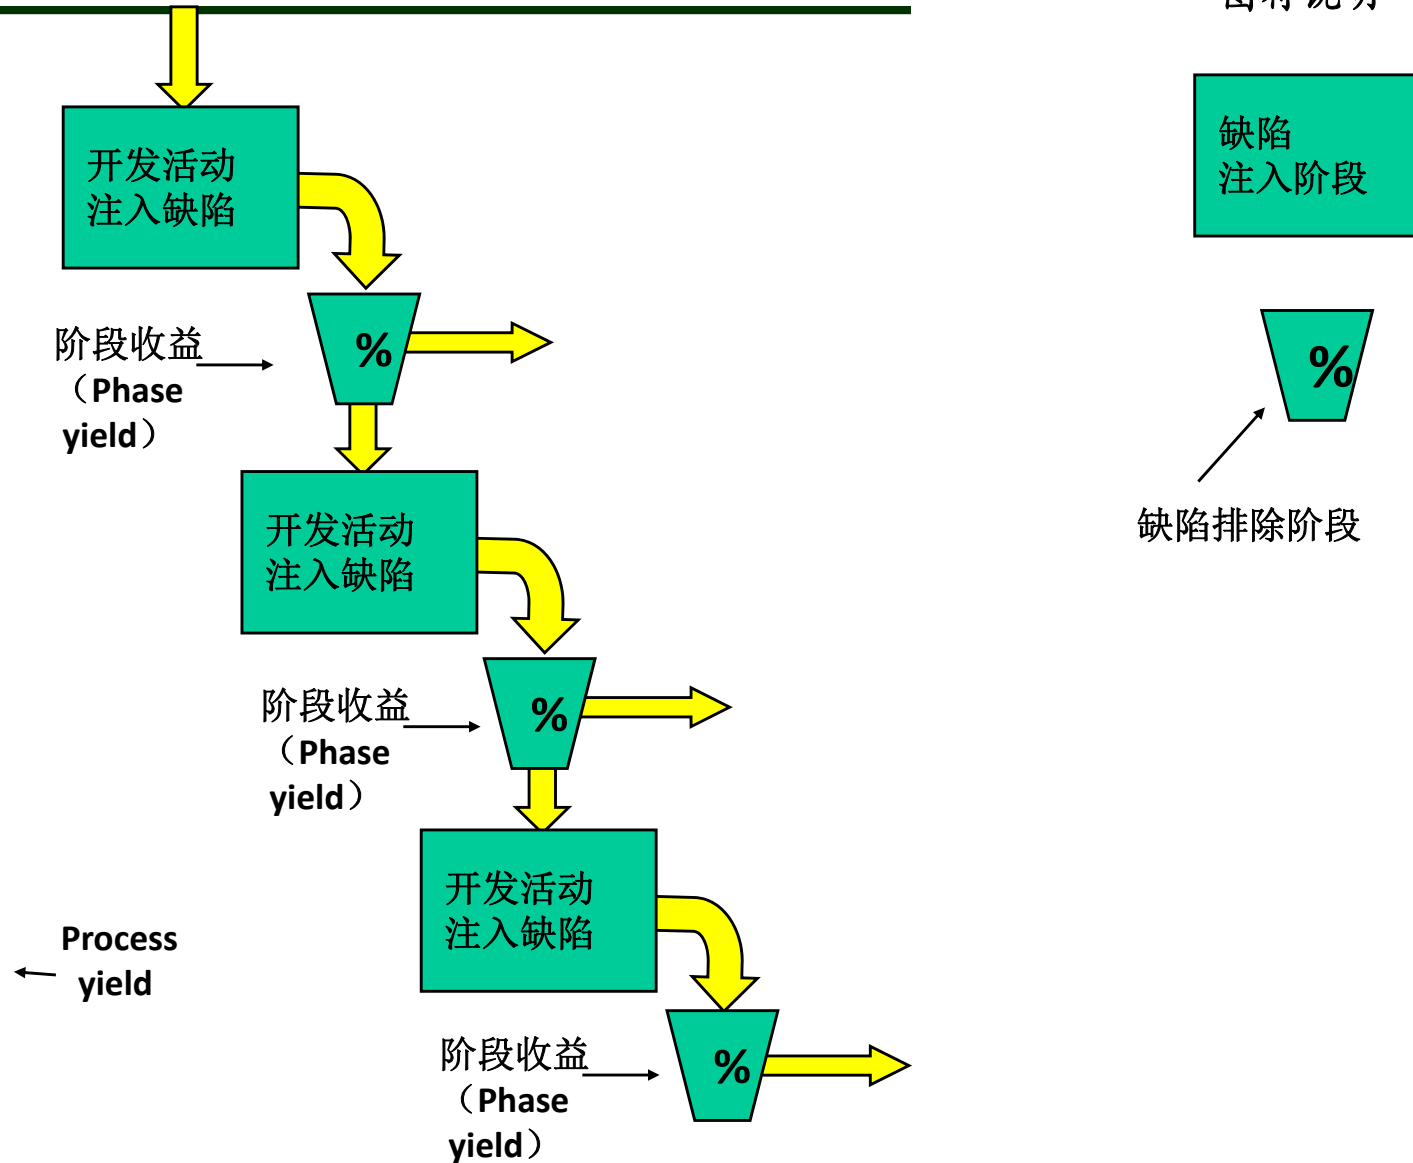 开发活动
注入缺陷
%
阶段收益
（Phase
yield）
开发活动
注入缺陷
%
阶段收益
（Phase
yield）
开发活动
注入缺陷
Process
yield
%
阶段收益
（Phase
yield）
缺陷
注入阶段
%
缺陷排除阶段